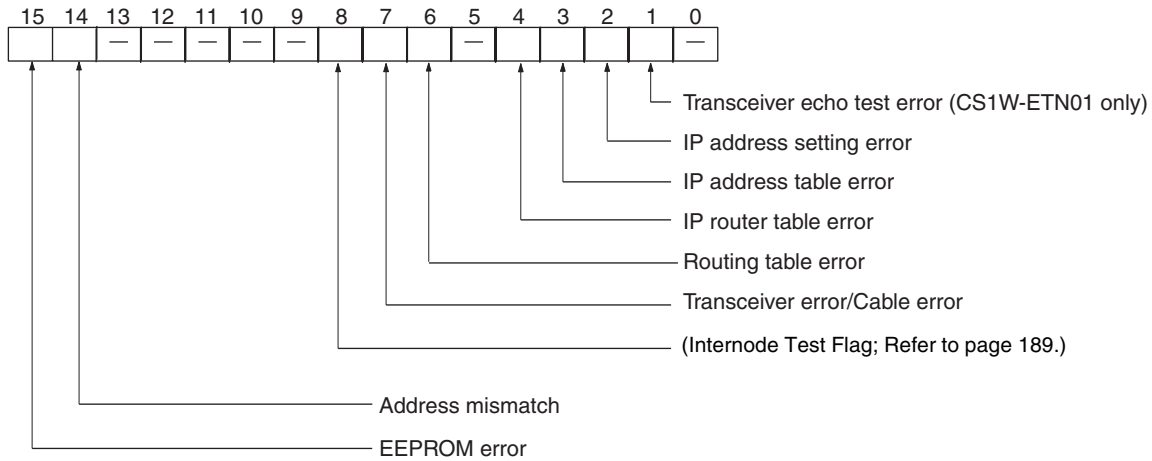 15 14 13 12 11 10 9 8 7 6 5 4 3 2 1 0
— — — — — — —
Transceiver echo test error (CS1W-ETN01 only)
IP address setting error
IP address table error
IP router table error
Routing table error
Transceiver error/Cable error
(Internode Test Flag; Refer to page 189.)
Address mismatch
EEPROM error